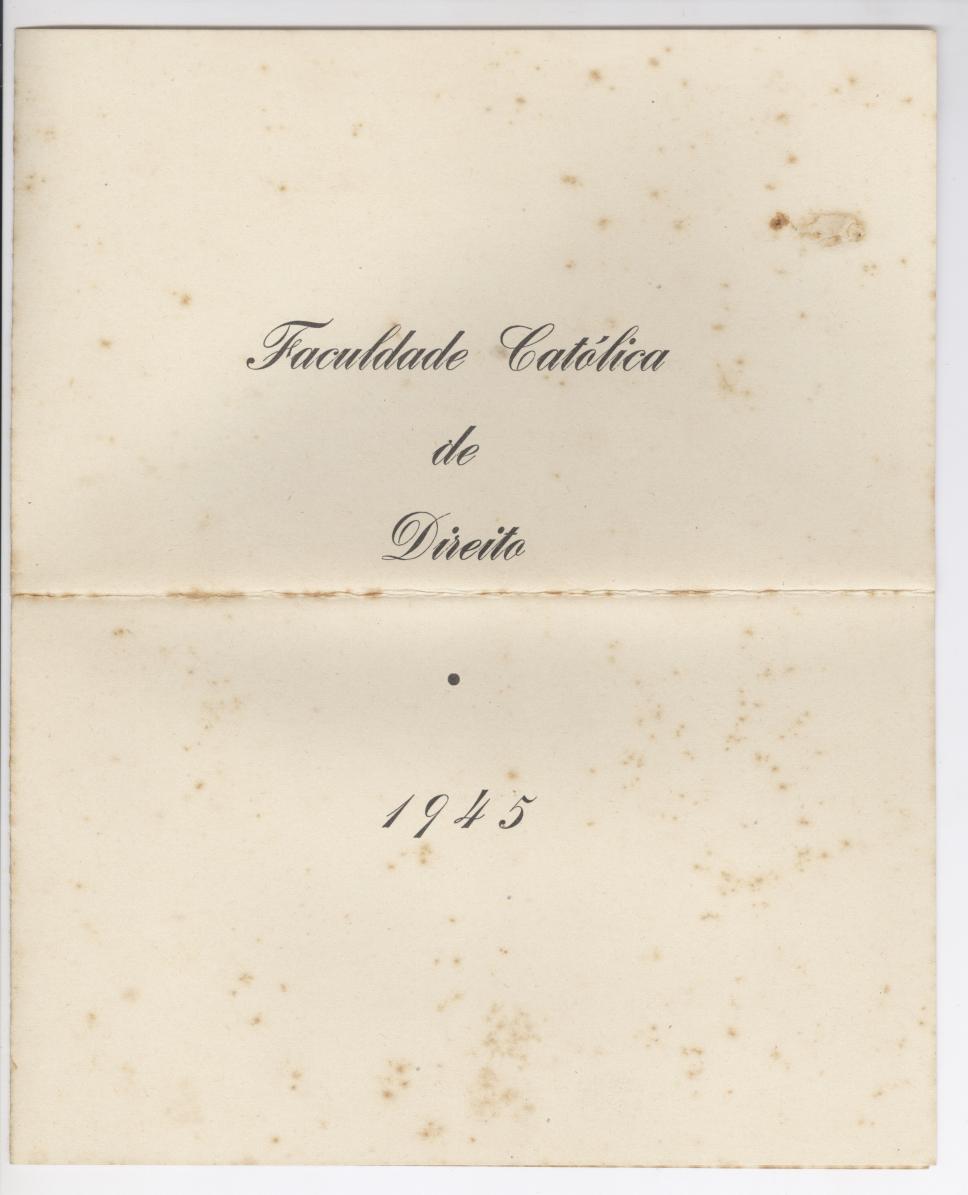 Faculdade Católica
de
Direito
•
1945